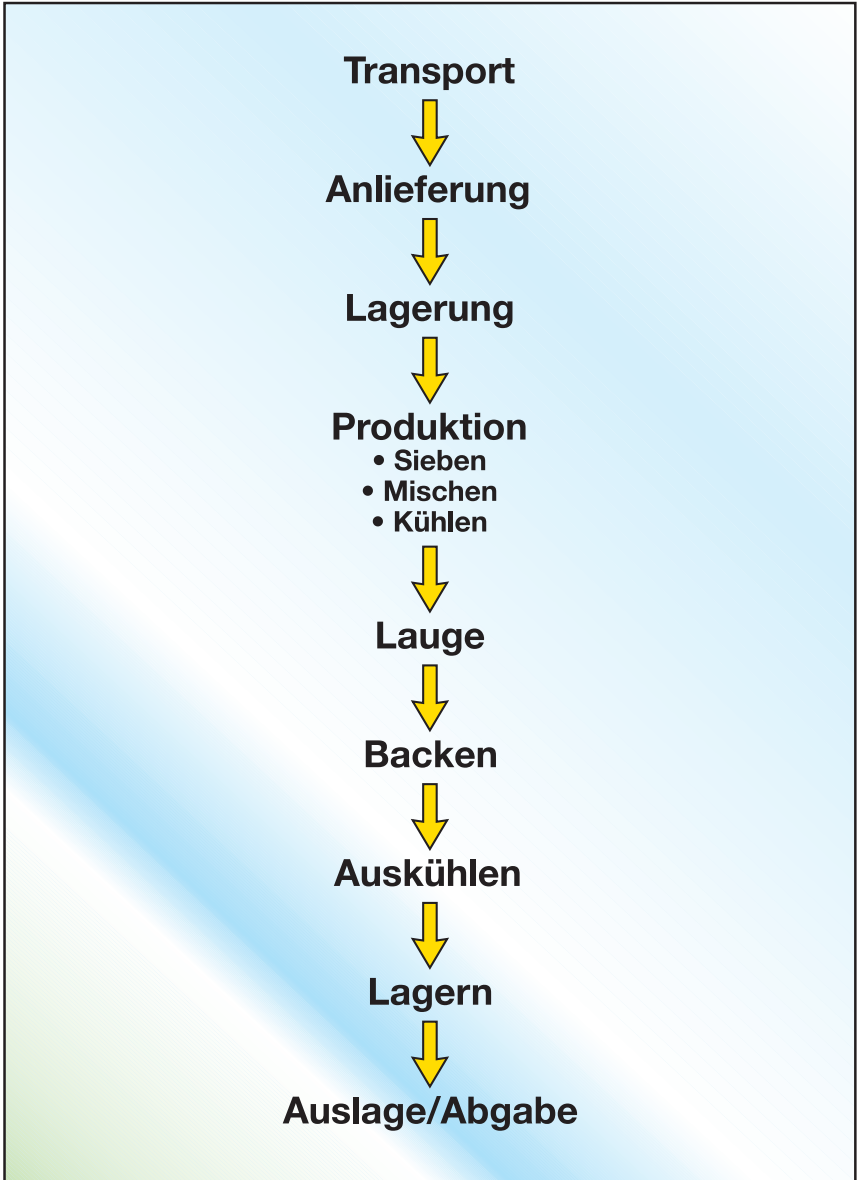 Transport
Anlieferung
Lagerung
Produktion
• Sieben
• Mischen
• Kühlen
Lauge
Backen
Auskühlen
Lagern
Auslage/Abgabe